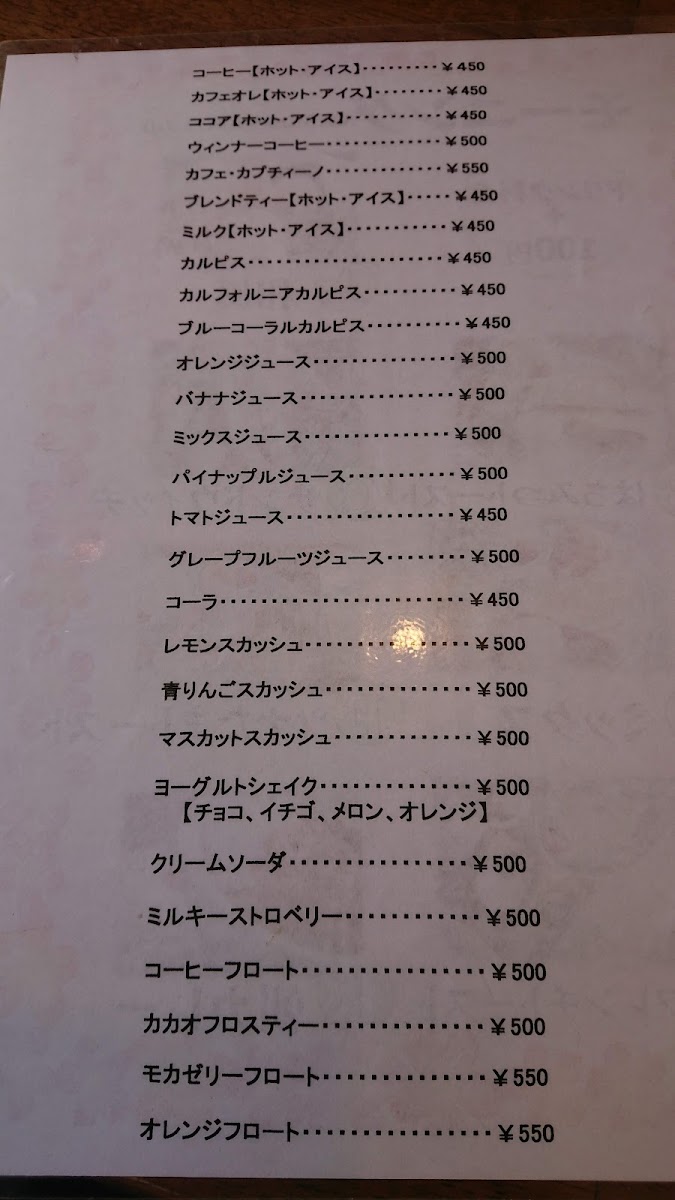 コーヒー【ホット・アイス】・・・・・・・・・￥450
カフェオレ【ホット・アイス】・・・・・・・・￥450
ココア【ホット・アイス】・・・・・・・・・・￥450
ウィンナーコーヒー・・・・・・・・・・・・・￥500
カフェ・カプチィーノ・・・・・・・・・・・・￥550
ブレンドティー【ホット・アイス】・・・・・￥450
ミルク【ホット・アイス】・・・・・・・・・・・￥450
カルピス・・・・・・・・・・・・・・・・・・・・・￥450
カルフォルニアカルピス・・・・・・・・・・￥450
ブルーコーラルカルピス・・・・・・・・・・￥450
オレンジジュース・・・・・・・・・・・・・・・￥500
バナナジュース・・・・・・・・・・・・・・・・￥500
ミックスジュース・・・・・・・・・・・・・・・￥500
パイナップルジュース・・・・・・・・・・・￥500
トマトジュース・・・・・・・・・・・・・・・・￥450
グレープフルーツジュース・・・・・・・・￥500
コーラ・・・・・・・・・・・・・・・・・・・・・・・￥450
レモンスカッシュ・・・・・・・・・・・・・・・￥500
青りんごスカッシュ・・・・・・・・・・・・・・￥500
マスカットスカッシュ・・・・・・・・・・・・・￥500
ヨーグルトシェイク・・・・・・・・・・・・・・￥500
【チョコ、イチゴ、メロン、オレンジ】
クリームソーダ・・・・・・・・・・・・・・・・￥500
ミルキーストロベリー・・・・・・・・・・・・￥500
コーヒーフロート・・・・・・・・・・・・・・・・￥500
カカオフロスティー・・・・・・・・・・・・・・￥500
モカゼリーフロート・・・・・・・・・・・・・・￥550
オレンジフロート・・・・・・・・・・・・・・・・￥550